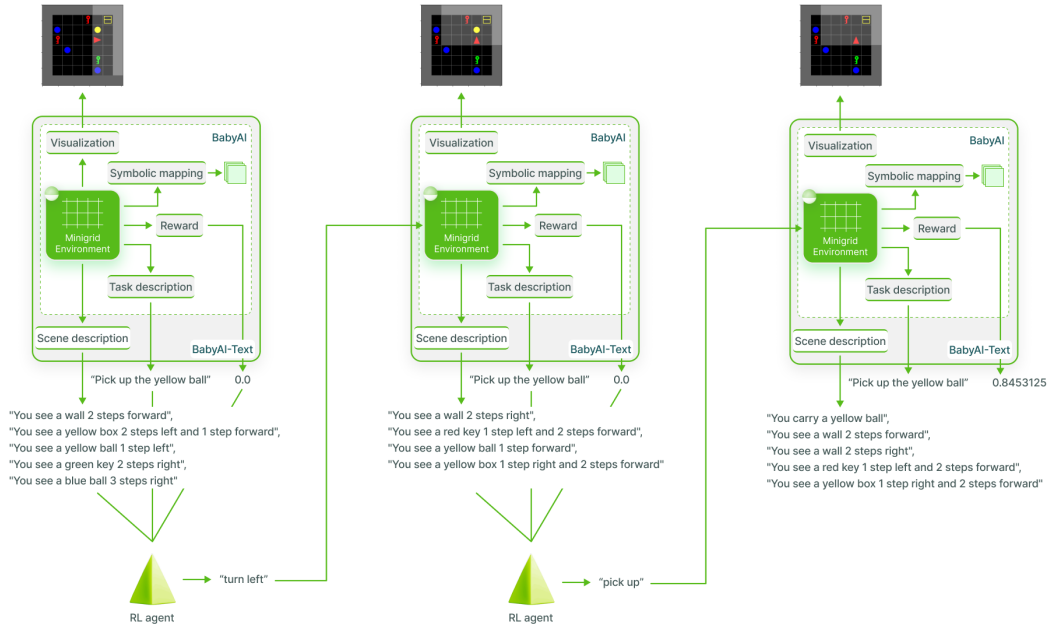 BabyAI
Visualization
Symbolic mapping
Minigrid
Environment
Reward
Task description
Scene description
BabyAI-Text
“Pick up the yellow ball”
0.0
"You see a wall 2 steps forward",
"You see a yellow box 2 steps left and 1 step forward",
"You see a yellow ball 1 step left",
"You see a green key 2 steps right",
"You see a blue ball 3 steps right"
RL agent
“turn left”
BabyAI
Visualization
Symbolic mapping
Minigrid
Environment
Reward
Task description
Scene description
BabyAI-Text
“Pick up the yellow ball”
0.0
"You see a wall 2 steps right",
"You see a red key 1 step left and 2 steps forward",
"You see a yellow ball 1 step forward",
"You see a yellow box 1 step right and 2 steps forward"
RL agent
“pick up”
BabyAI
Visualization
Symbolic mapping
Minigrid
Environment
Reward
Task description
Scene description
BabyAI-Text
“Pick up the yellow ball”
0.8453125
"You carry a yellow ball",
"You see a wall 2 steps forward",
"You see a wall 2 steps right",
"You see a red key 1 step left and 2 steps forward",
"You see a yellow box 1 step right and 2 steps forward"